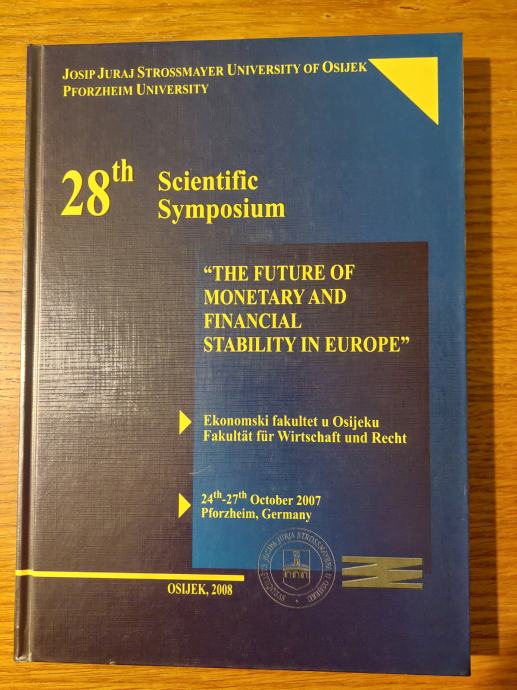 JOSIP JURAJ STROSSMAYER UNIVERSITY OF OSIJEK
PFORZHEIM UNIVERSITY
28th Scientific
Symposium
“THE FUTURE OF
MONETARY AND
FINANCIAL
STABILITY IN EUROPE”
Ekonomski fakultet u Osijeku
Fakultät für Wirtschaft und Recht
24th-27th October 2007
Pforzheim, Germany
OSIJEK, 2008